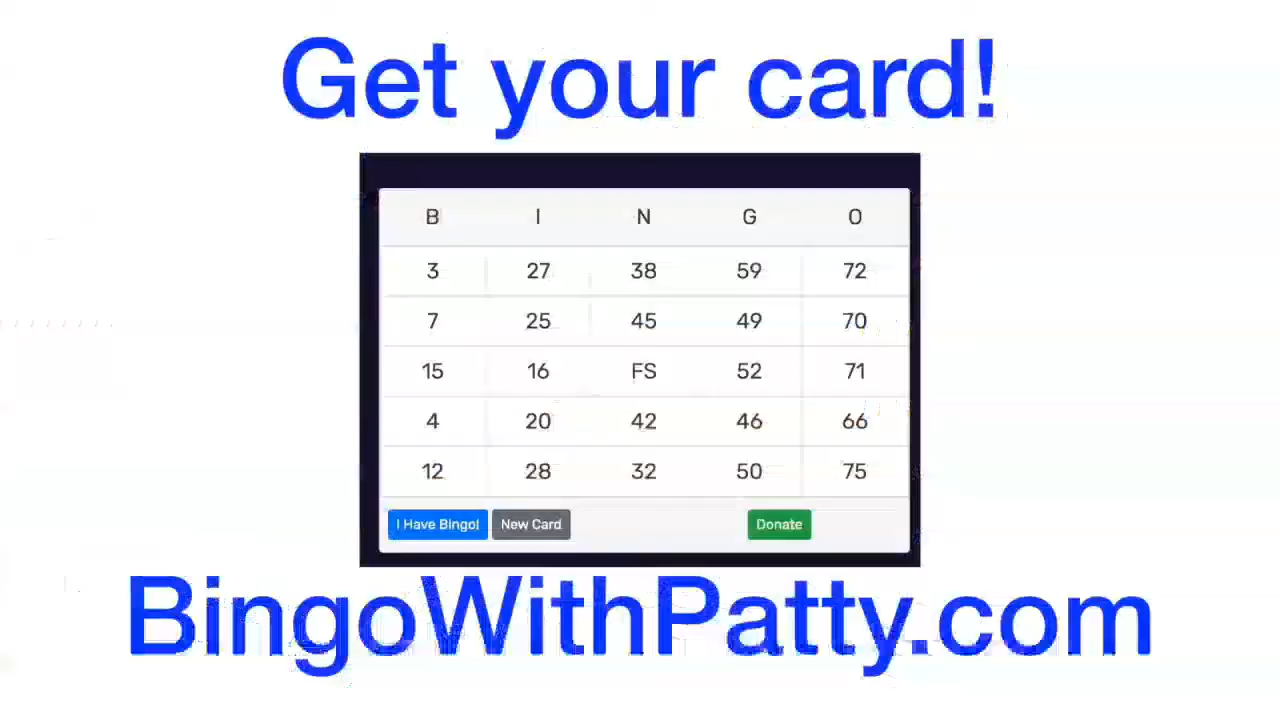 Get your card!
B I N G O
3 27 38 59 72
7 25 45 49 70
15 16 FS 52 71
4 20 42 46 66
12 28 32 50 75
I Have Bingo! New Card Donate
BingoWithPatty.com